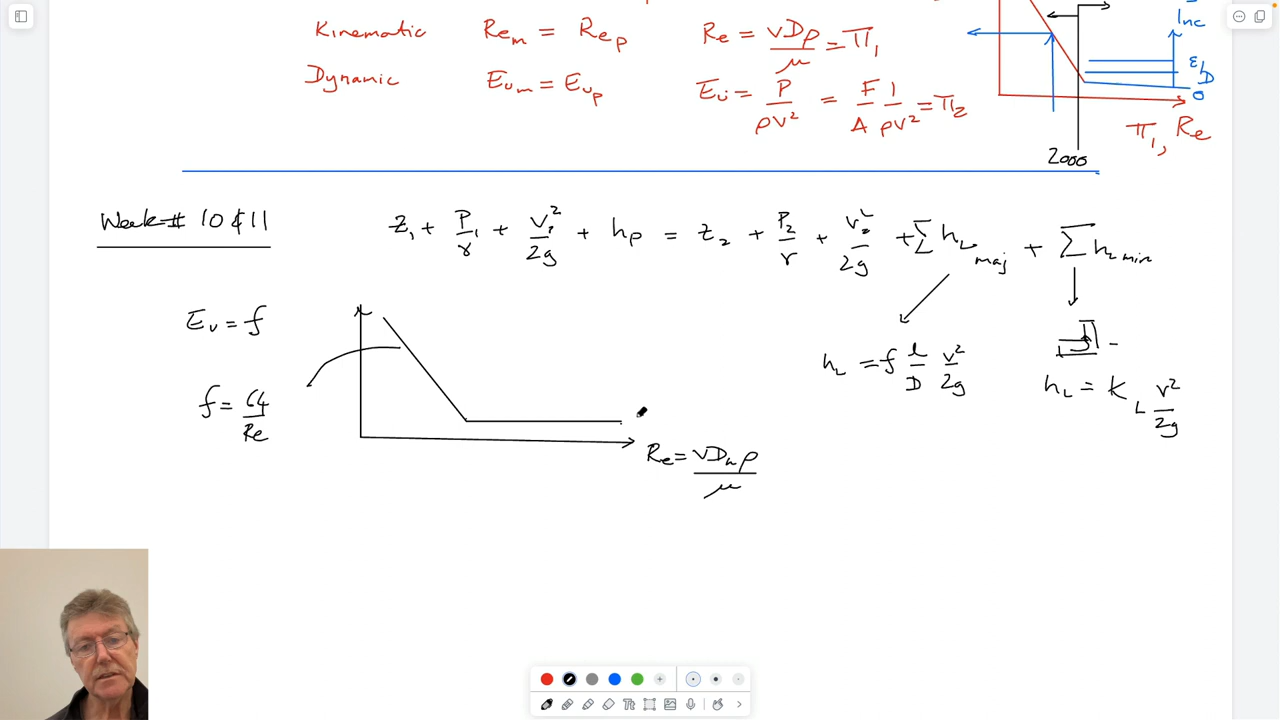 Kinematic Re_m = Re_p Re = vDρ/μ = Π_1
Dynamic Eu_m = Eu_p Eu = P/ρv² = F/A 1/ρv² = Π_2
Inc
ε/D
0
Π_1, Re
2000
Week # 10 & 11
z_1 + P_1/γ + v_1²/2g + h_p = z_2 + P_2/γ + v_2²/2g + Σ h_L maj + Σ h_L min
Eu = f
f = 64/Re
h_L = f l/D v²/2g
h_L = K_L v²/2g
Re = vD_hρ/μ